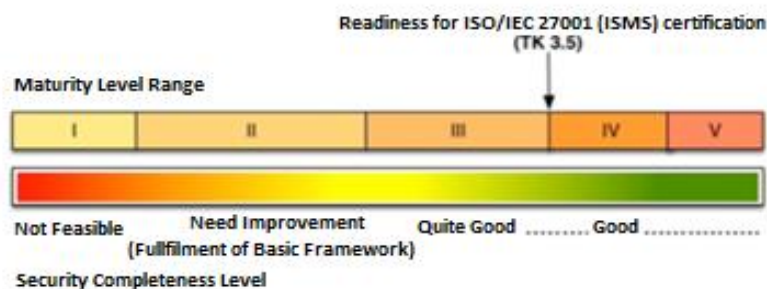 Readiness for ISO/IEC 27001 (ISMS) certification
(TK 3.5)
Maturity Level Range
I II III IV V
Not Feasible Need Improvement Quite Good ......... Good ................
(Fullfilment of Basic Framework)
Security Completeness Level